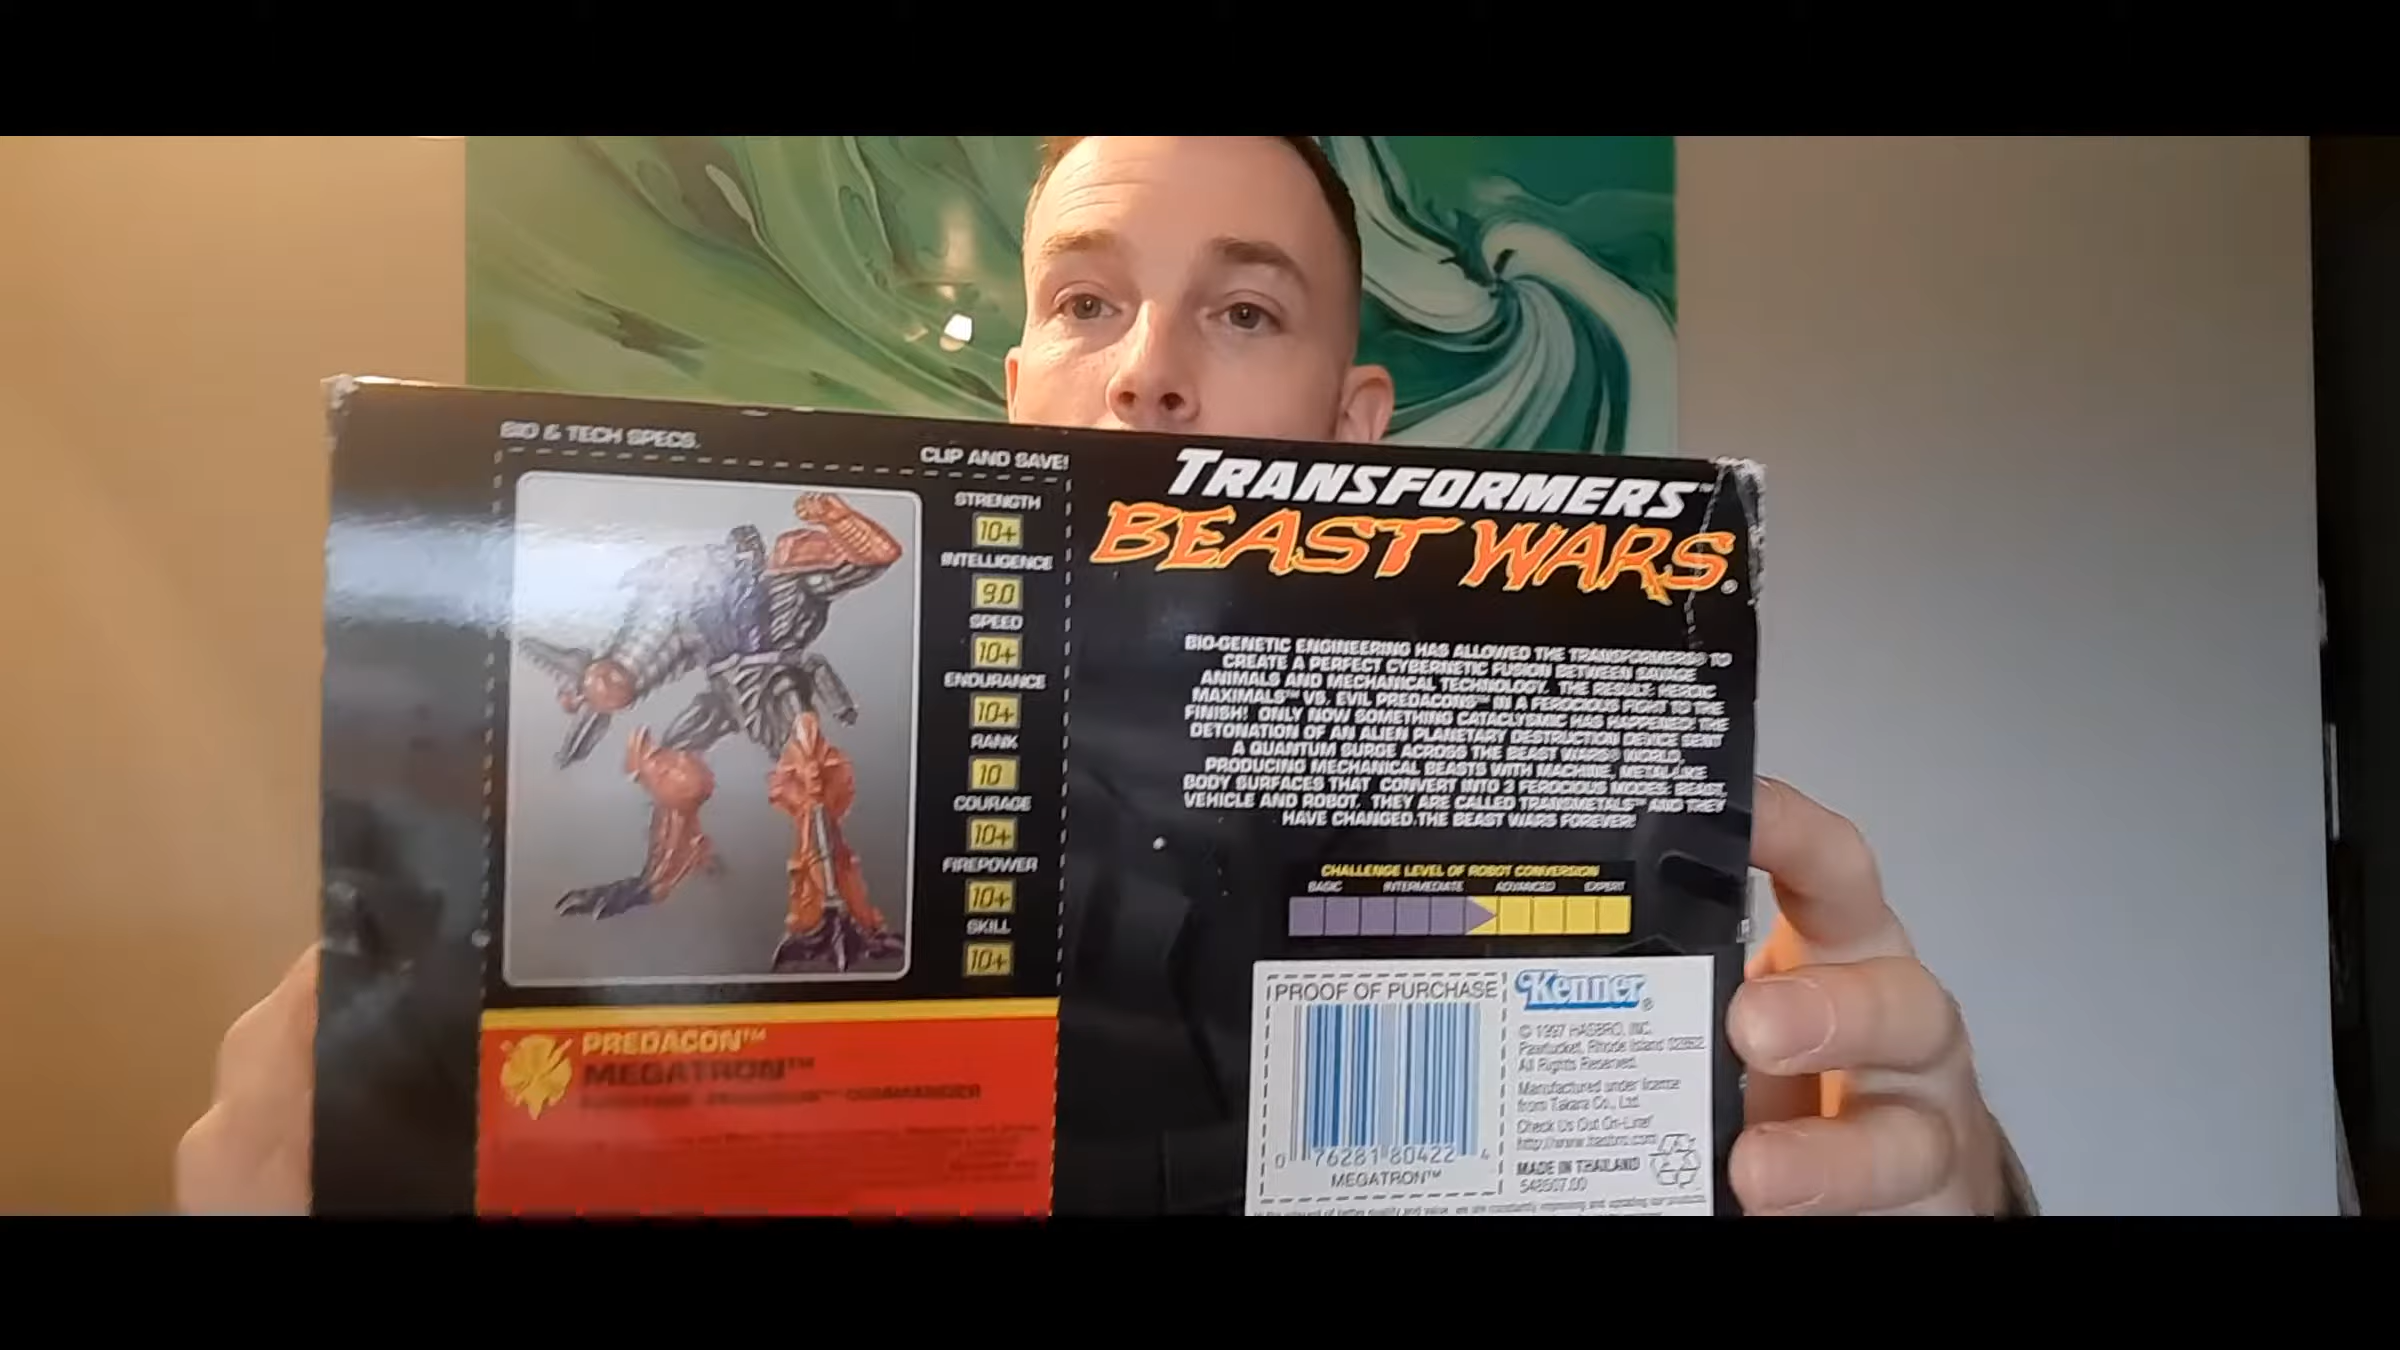 BIO & TECH SPECS.
CLIP AND SAVE!
STRENGTH
10+
INTELLIGENCE
9.0
SPEED
10+
ENDURANCE
10+
RANK
10
COURAGE
10+
FIREPOWER
10+
SKILL
10+
PREDACON™
MEGATRON™
COMMANDER
TRANSFORMERS™
BEAST WARS®
BIO-GENETIC ENGINEERING HAS ALLOWED THE TRANSFORMERS® TO
CREATE A PERFECT CYBERNETIC FUSION BETWEEN SAVAGE
ANIMALS AND MECHANICAL TECHNOLOGY. THE RESULT: HEROIC
MAXIMALS™ VS. EVIL PREDACONS™ IN A FEROCIOUS FIGHT TO THE
FINISH! ONLY NOW SOMETHING CATACLYSMIC HAS HAPPENED! THE
DETONATION OF AN ALIEN PLANETARY DESTRUCTION DEVICE SENT
A QUANTUM SURGE ACROSS THE BEAST WARS® WORLD,
PRODUCING MECHANICAL BEASTS WITH MACHINE, METAL-LIKE
BODY SURFACES THAT CONVERT INTO 3 FEROCIOUS MODES: BEAST,
VEHICLE AND ROBOT. THEY ARE CALLED TRANSMETALS™ AND THEY
HAVE CHANGED THE BEAST WARS FOREVER!
CHALLENGE LEVEL OF ROBOT CONVERSION
BASIC INTERMEDIATE ADVANCED EXPERT
PROOF OF PURCHASE
0 76281 80422 4
MEGATRON™
Kenner®
© 1997 HASBRO, INC.
Pawtucket, Rhode Island 02862
All Rights Reserved.
Manufactured under license
from Takara Co., Ltd.
Check Us Out On-Line!
http://www.hasbro.com
MADE IN THAILAND
548507.00